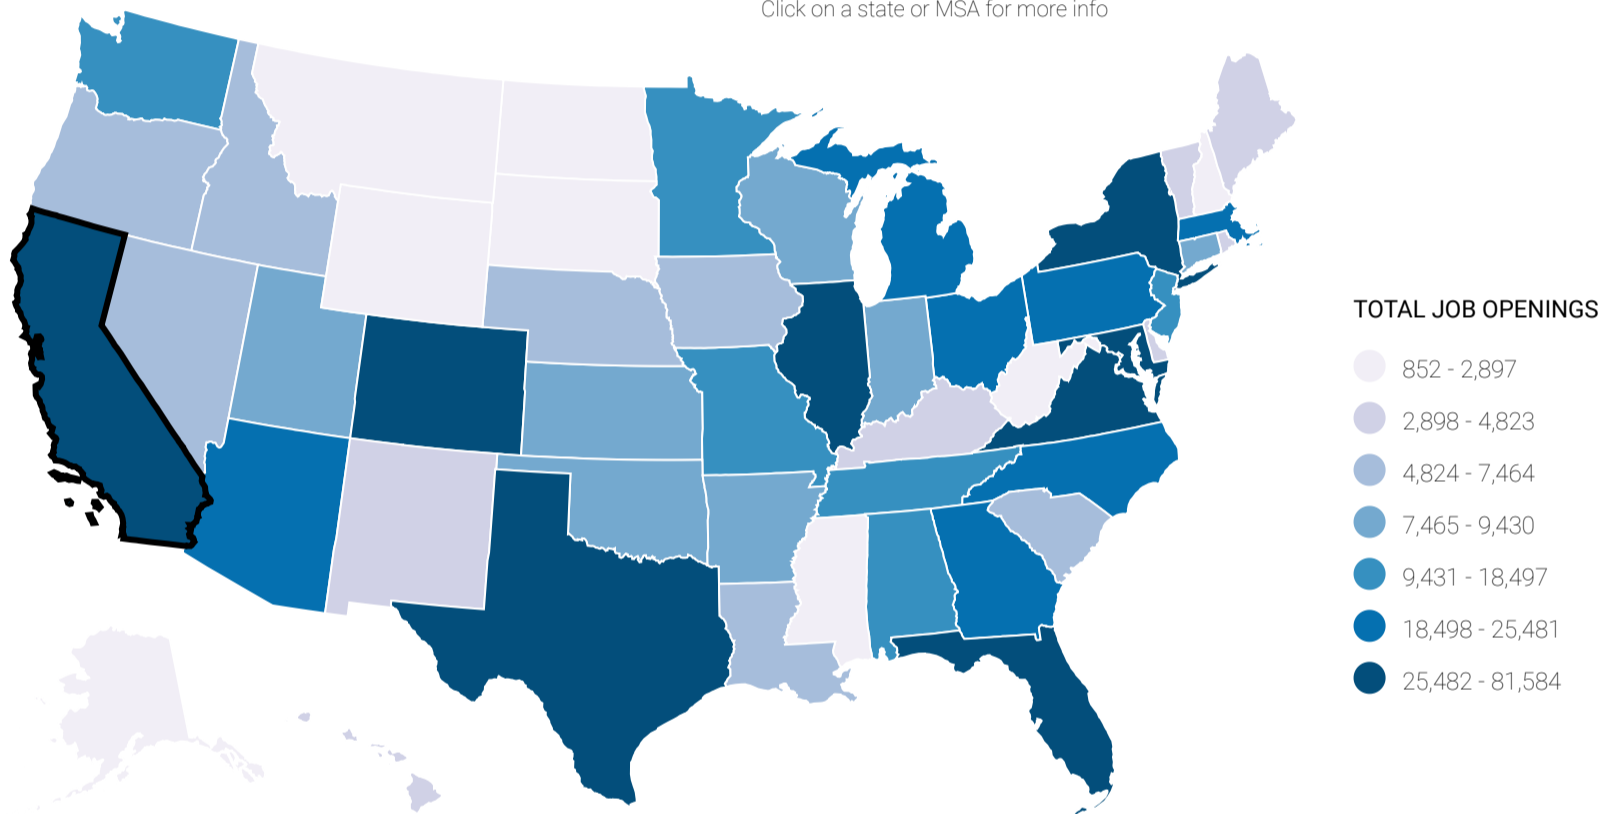 Click on a state or MSA for more info
TOTAL JOB OPENINGS
852 - 2,897
2,898 - 4,823
4,824 - 7,464
7,465 - 9,430
9,431 - 18,497
18,498 - 25,481
25,482 - 81,584